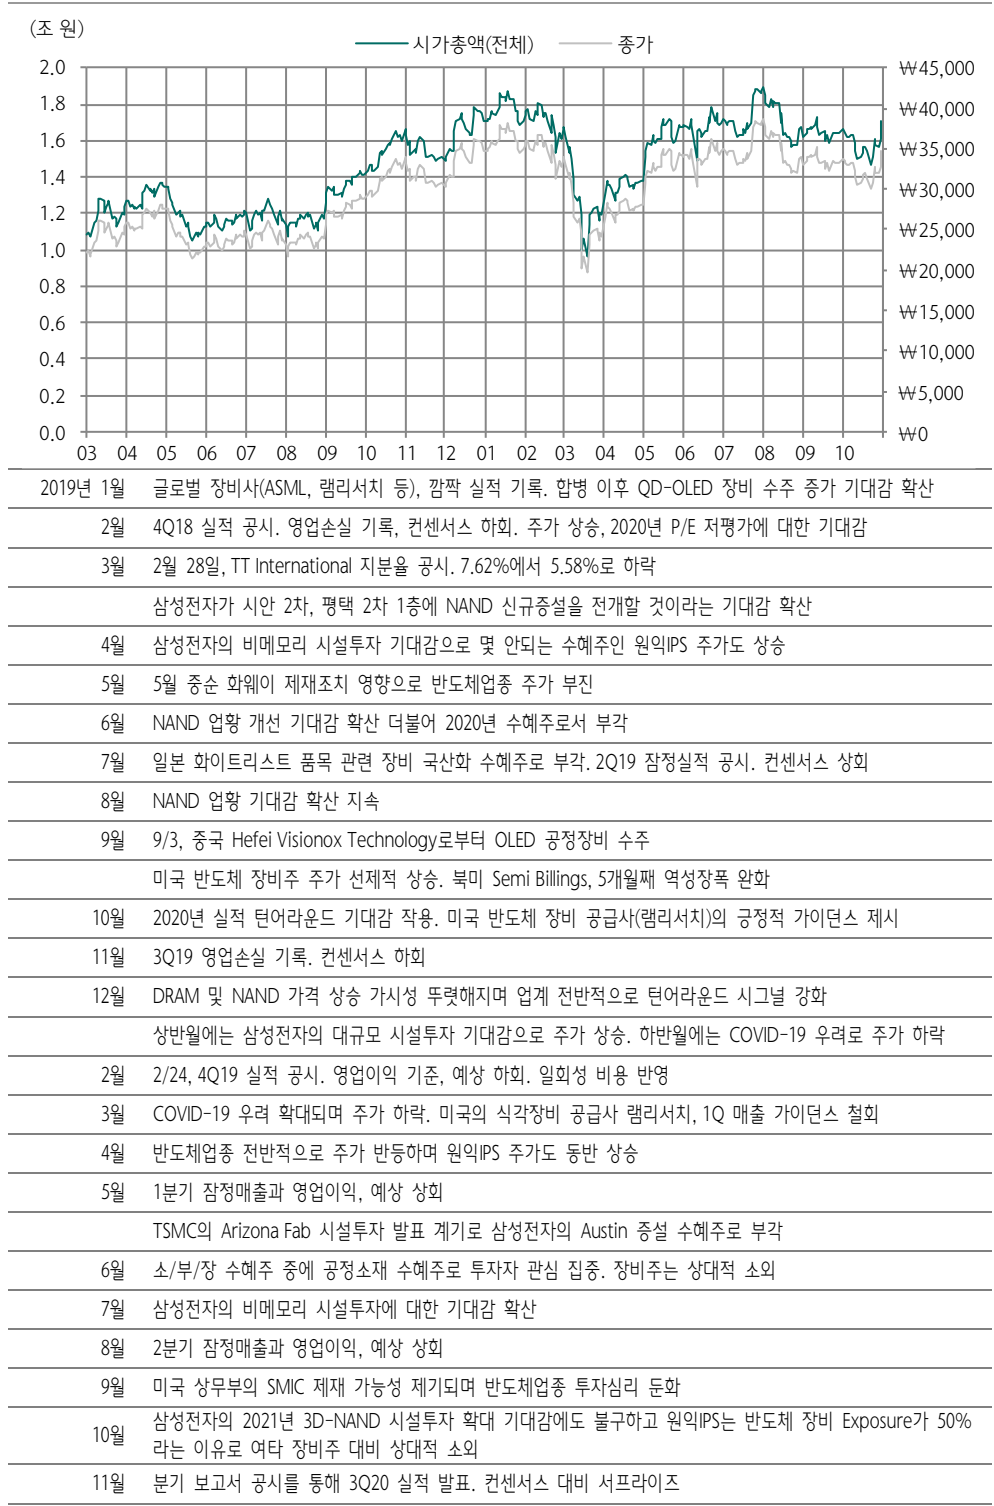 (조 원)
시가총액(전체) 종가
2.0 ₩45,000
1.8 ₩40,000
1.6 ₩35,000
1.4 ₩30,000
1.2 ₩25,000
1.0 ₩20,000
0.8 ₩15,000
0.6 ₩10,000
0.4 ₩5,000
0.2 ₩0
0.0
03 04 05 06 07 08 09 10 11 12 01 02 03 04 05 06 07 08 09 10
2019년 1월 글로벌 장비사(ASML, 램리서치 등), 깜짝 실적 기록. 합병 이후 QD-OLED 장비 수주 증가 기대감 확산
2월 4Q18 실적 공시. 영업손실 기록, 컨센서스 하회. 주가 상승, 2020년 P/E 저평가에 대한 기대감
3월 2월 28일, TT International 지분율 공시. 7.62%에서 5.58%로 하락
삼성전자가 시안 2차, 평택 2차 1층에 NAND 신규증설을 전개할 것이라는 기대감 확산
4월 삼성전자의 비메모리 시설투자 기대감으로 몇 안되는 수혜주인 원익IPS 주가도 상승
5월 5월 중순 화웨이 제재조치 영향으로 반도체업종 주가 부진
6월 NAND 업황 개선 기대감 확산 더불어 2020년 수혜주로서 부각
7월 일본 화이트리스트 품목 관련 장비 국산화 수혜주로 부각. 2Q19 잠정실적 공시. 컨센서스 상회
8월 NAND 업황 기대감 확산 지속
9월 9/3, 중국 Hefei Visionox Technology로부터 OLED 공정장비 수주
미국 반도체 장비주 주가 선제적 상승. 북미 Semi Billings, 5개월째 역성장폭 완화
10월 2020년 실적 턴어라운드 기대감 작용. 미국 반도체 장비 공급사(램리서치)의 긍정적 가이던스 제시
11월 3Q19 영업손실 기록. 컨센서스 하회
12월 DRAM 및 NAND 가격 상승 가시성 뚜렷해지며 업계 전반적으로 턴어라운드 시그널 강화
상반월에는 삼성전자의 대규모 시설투자 기대감으로 주가 상승. 하반월에는 COVID-19 우려로 주가 하락
2월 2/24, 4Q19 실적 공시. 영업이익 기준, 예상 하회. 일회성 비용 반영
3월 COVID-19 우려 확대되며 주가 하락. 미국의 식각장비 공급사 램리서치, 1Q 매출 가이던스 철회
4월 반도체업종 전반적으로 주가 반등하며 원익IPS 주가도 동반 상승
5월 1분기 잠정매출과 영업이익, 예상 상회
TSMC의 Arizona Fab 시설투자 발표 계기로 삼성전자의 Austin 증설 수혜주로 부각
6월 소/부/장 수혜주 중에 공정소재 수혜주로 투자자 관심 집중. 장비주는 상대적 소외
7월 삼성전자의 비메모리 시설투자에 대한 기대감 확산
8월 2분기 잠정매출과 영업이익, 예상 상회
9월 미국 상무부의 SMIC 제재 가능성 제기되며 반도체업종 투자심리 둔화
10월 삼성전자의 2021년 3D-NAND 시설투자 확대 기대감에도 불구하고 원익IPS는 반도체 장비 Exposure가 50%
라는 이유로 여타 장비주 대비 상대적 소외
11월 분기 보고서 공시를 통해 3Q20 실적 발표. 컨센서스 대비 서프라이즈